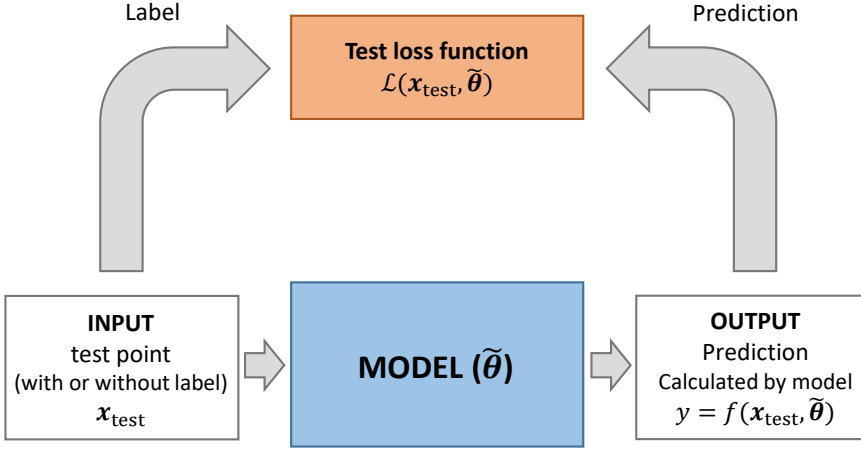 Label
Prediction
Test loss function
ℒ(𝒙test, 𝜽̃)
INPUT
test point
(with or without label)
𝒙test
MODEL (𝜽̃)
OUTPUT
Prediction
Calculated by model
𝑦 = 𝑓(𝒙test, 𝜽̃)